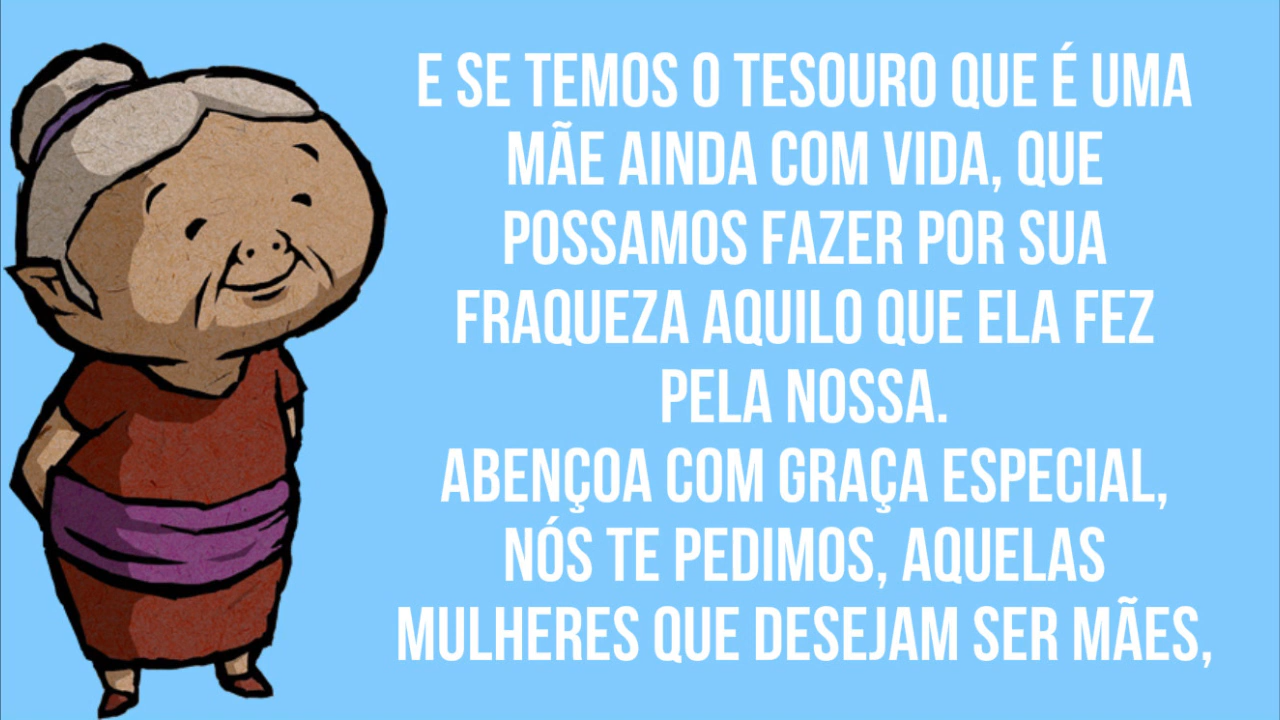 E SE TEMOS O TESOURO QUE É UMA
MÃE AINDA COM VIDA, QUE
POSSAMOS FAZER POR SUA
FRAQUEZA AQUILO QUE ELA FEZ
PELA NOSSA.
ABENÇOA COM GRAÇA ESPECIAL,
NÓS TE PEDIMOS, AQUELAS
MULHERES QUE DESEJAM SER MÃES,